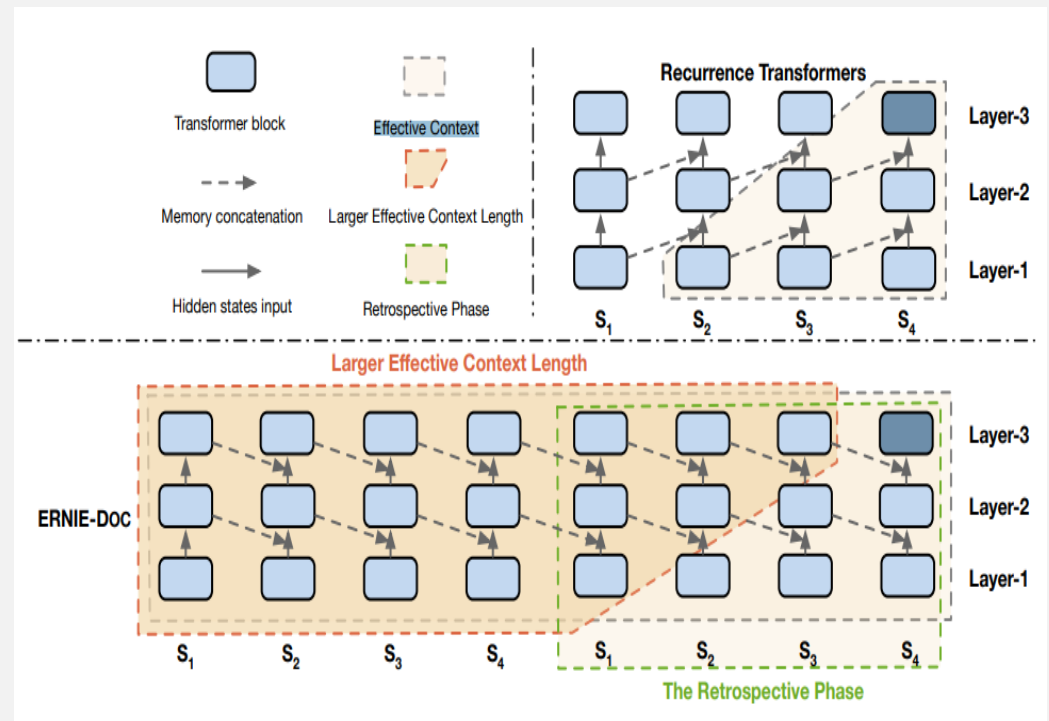 Transformer block
Effective Context
Memory concatenation
Larger Effective Context Length
Hidden states input
Retrospective Phase
Recurrence Transformers
Layer-3
Layer-2
Layer-1
S₁ S₂ S₃ S₄
Larger Effective Context Length
ERNIE-DOC
Layer-3
Layer-2
Layer-1
S₁ S₂ S₃ S₄ S₁ S₂ S₃ S₄
The Retrospective Phase